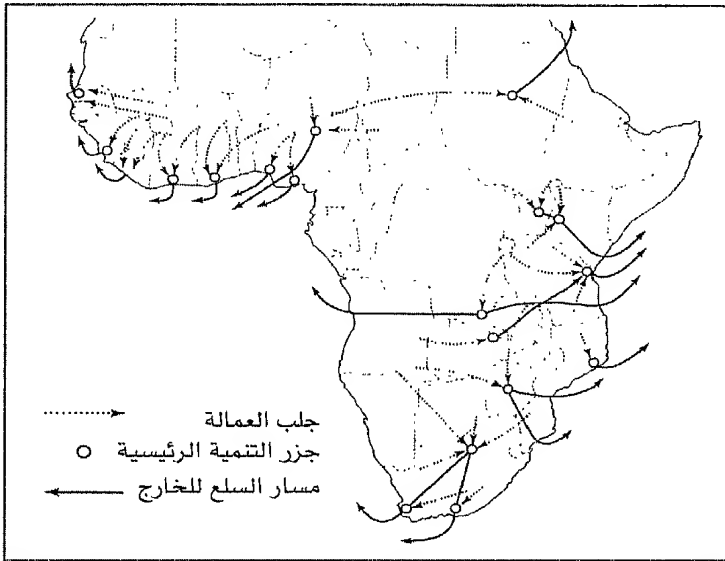 جلب العمالة
جزر التنمية الرئيسية
مسار السلع للخارج